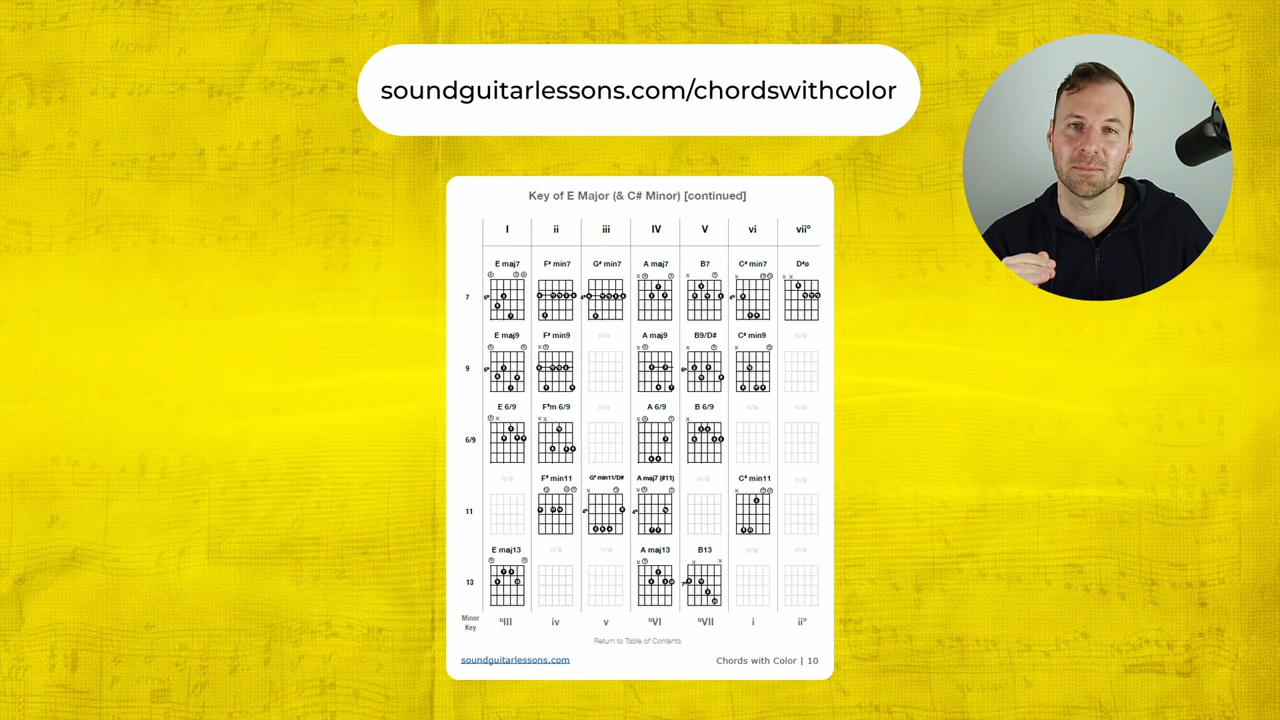 soundguitarlessons.com/chordswithcolor
Key of E Major (& C# Minor) [continued]
I ii iii IV V vi vii°
E maj7 F# min7 G# min7 A maj7 B7 C# min7 D#ø
7
E maj9 F# min9 n/a A maj9 B9/D# C# min9 n/a
9
E 6/9 F#m 6/9 n/a A 6/9 B 6/9 n/a n/a
6/9
n/a F# min11 G# min11/D# A maj7 (#11) n/a C# min11 n/a
11
E maj13 n/a n/a A maj13 B13 n/a n/a
13
Minor Key bIII iv v bVI bVII i ii°
Return to Table of Contents
soundguitarlessons.com Chords with Color | 10